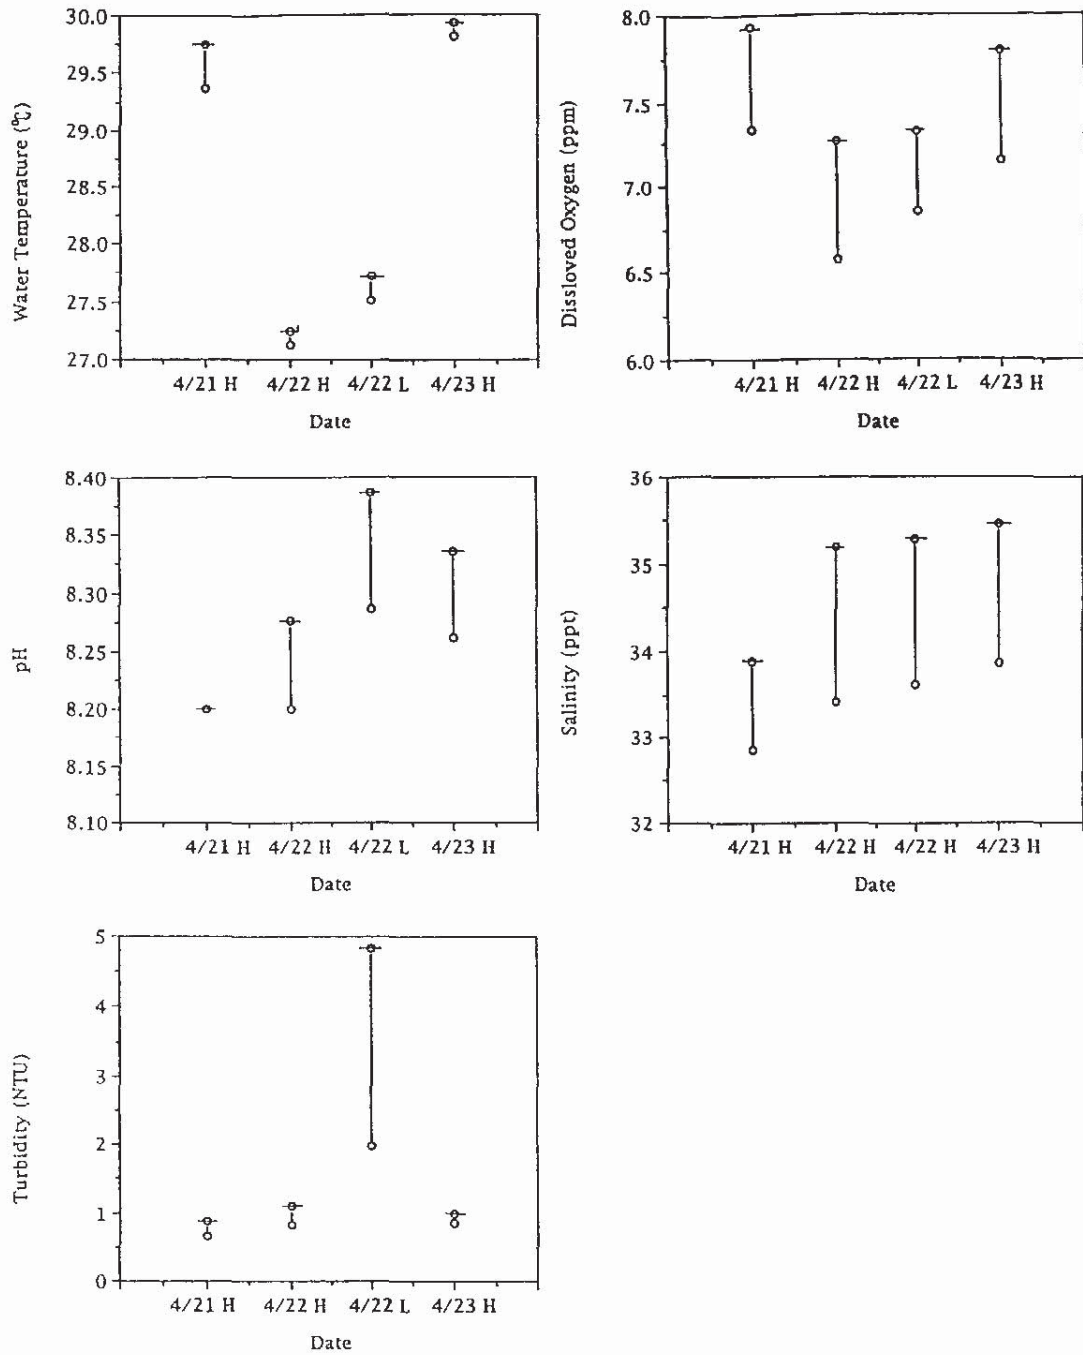 Water Temperature (°C)
30.0
29.5
29.0
28.5
28.0
27.5
27.0
4/21 H 4/22 H 4/22 L 4/23 H
Date
Dissloved Oxygen (ppm)
8.0
7.5
7.0
6.5
6.0
4/21 H 4/22 H 4/22 L 4/23 H
Date
pH
8.40
8.35
8.30
8.25
8.20
8.15
8.10
4/21 H 4/22 H 4/22 L 4/23 H
Date
Salinity (ppt)
36
35
34
33
32
4/21 H 4/22 H 4/22 H 4/23 H
Date
Turbidity (NTU)
5
4
3
2
1
0
4/21 H 4/22 H 4/22 L 4/23 H
Date